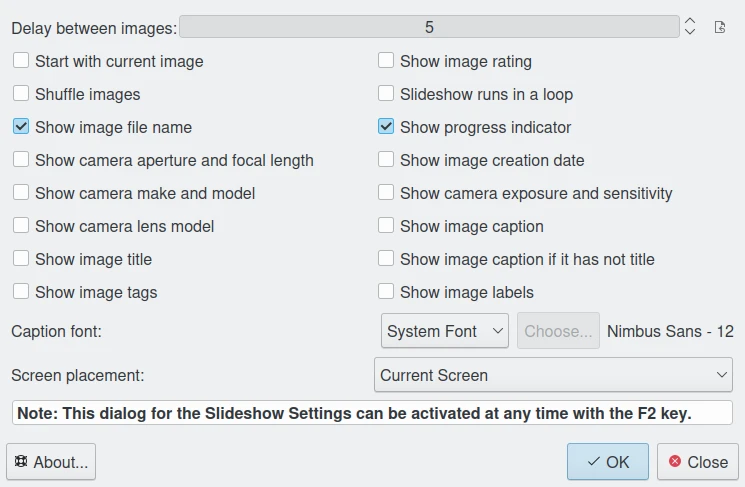 Delay between images: 5
Start with current image Show image rating
Shuffle images Slideshow runs in a loop
Show image file name Show progress indicator
Show camera aperture and focal length Show image creation date
Show camera make and model Show camera exposure and sensitivity
Show camera lens model Show image caption
Show image title Show image caption if it has not title
Show image tags Show image labels
Caption font: System Font Choose... Nimbus Sans - 12
Screen placement: Current Screen
Note: This dialog for the Slideshow Settings can be activated at any time with the F2 key.
About... OK Close